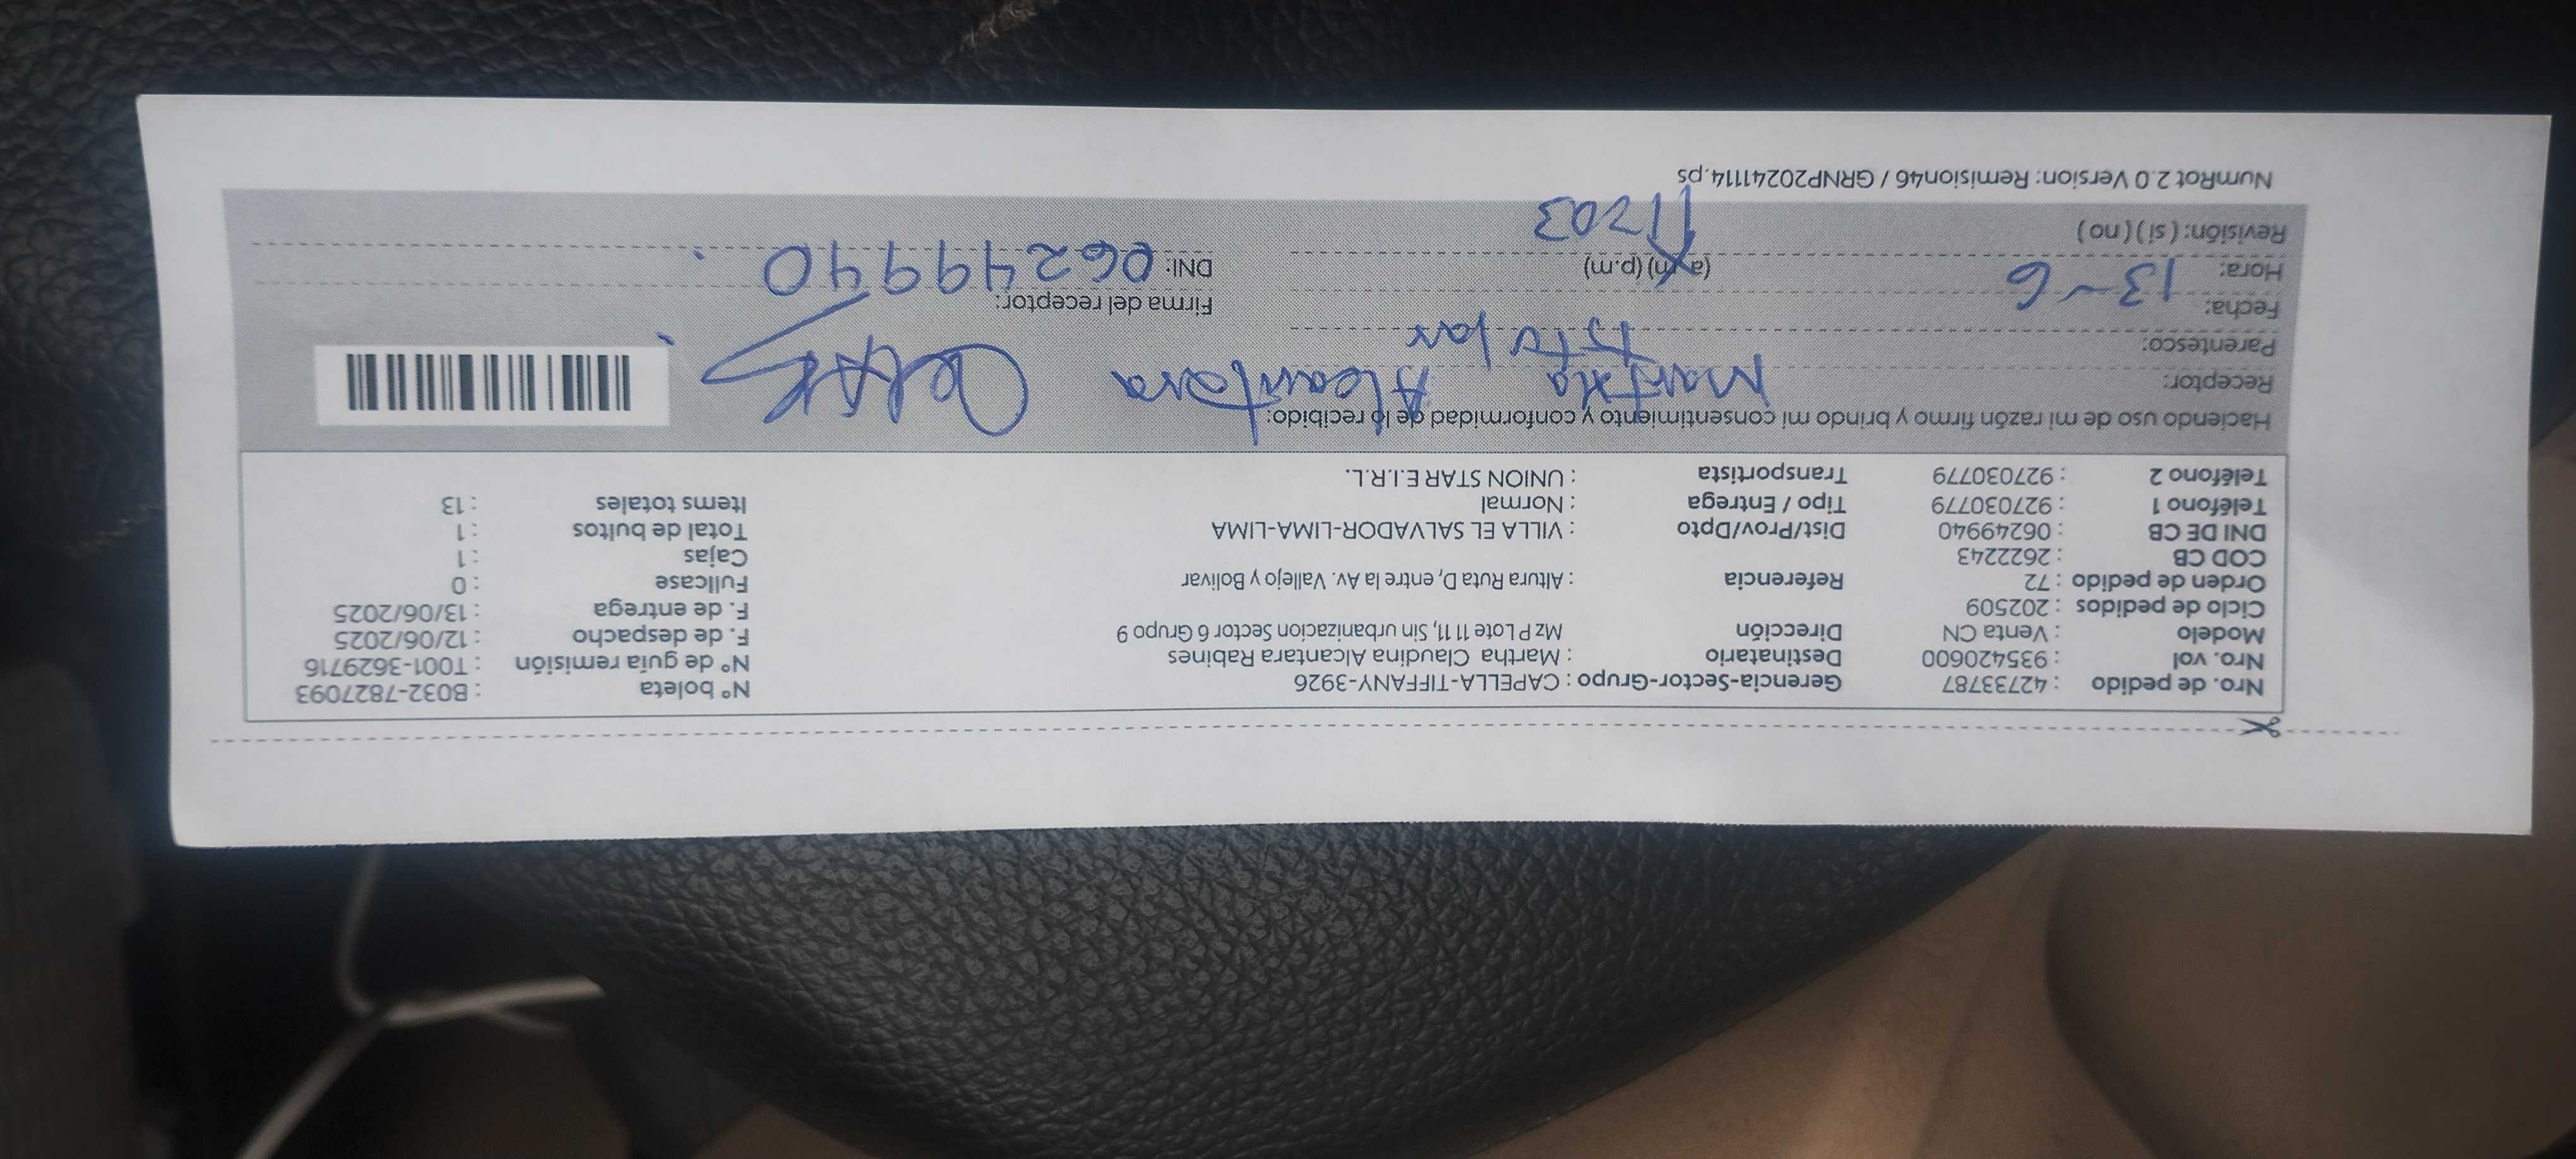 Nro. de pedido : 42733787 Gerencia-Sector-Grupo : CAPELLA-TIFFANY-3926 N° boleta : B032-7827093
Nro. vol : 935420600 Destinatario : Martha Claudina Alcantara Rabines N° de guía remisión : T001-3629716
Modelo : Venta CN Dirección Mz P Lote 11 11, Sin urbanizacion Sector 6 Grupo 9 F. de despacho : 12/06/2025
Ciclo de pedidos : 202509 F. de entrega : 13/06/2025
Orden de pedido : 72 Referencia : Altura Ruta D, entre la Av. Vallejo y Bolivar Fullcase : 0
COD CB : 2622243 Cajas : 1
DNI DE CB : 06249940 Dist/Prov/Dpto : VILLA EL SALVADOR-LIMA-LIMA Total de bultos : 1
Teléfono 1 : 927030779 Tipo / Entrega : Normal Items totales : 13
Teléfono 2 : 927030779 Transportista : UNION STAR E.I.R.L.
Haciendo uso de mi razón firmo y brindo mi consentimiento y conformidad de lo recibido:
Receptor: Martha Alcantara
Parentesco: titular
Fecha: 13-6 Firma del receptor:
Hora: (a.m) (p.m) DNI: 06249940
Revisión: ( sí ) ( no ) 11203
NumRot 2.0 Version: Remision46 / GRNP20241114.ps